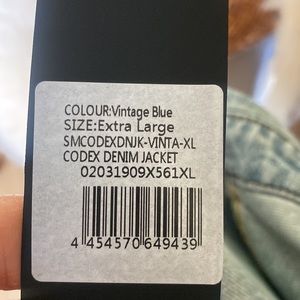 COLOUR:Vintage Blue
SIZE:Extra Large
SMCODEXDNJK-VINTA-XL
CODEX DENIM JACKET
02031909X561XL
4 454570 649439